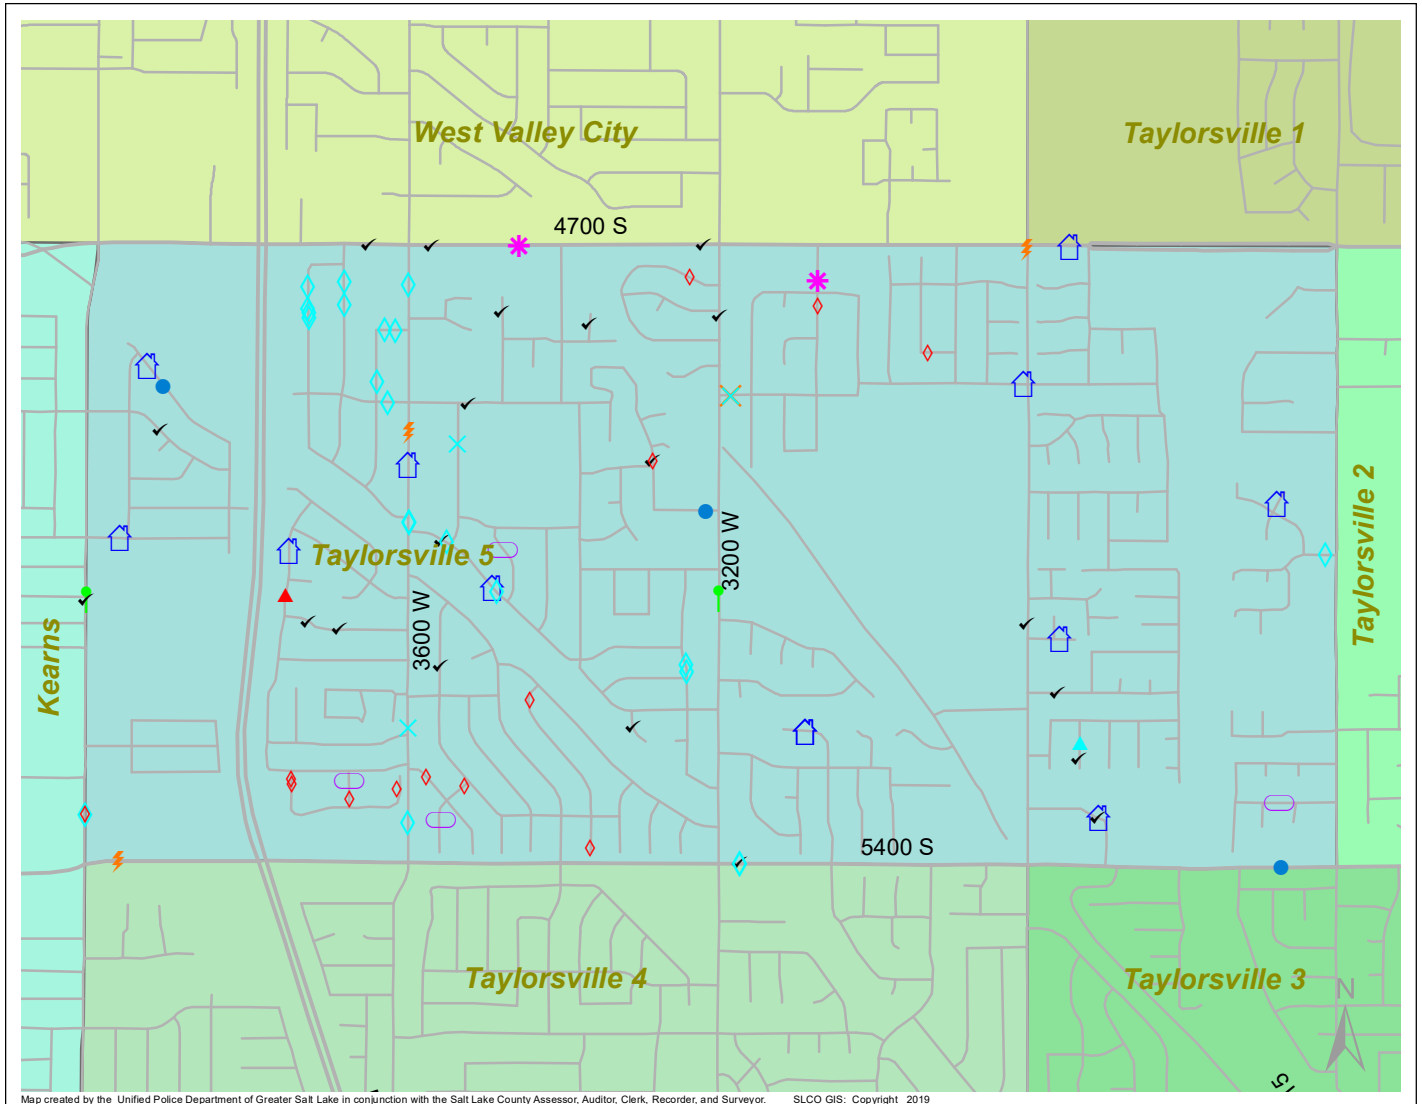 West Valley City
Taylorsville 1
4700 S
Taylorsville 2
3200 W
Taylorsville 5
3600 W
Kearns
5400 S
Taylorsville 4
Taylorsville 3
N
15
Map created by the Unified Police Department of Greater Salt Lake in conjunction with the Salt Lake County Assessor, Auditor, Clerk, Recorder, and Surveyor. SLCO GIS: Copyright 2019